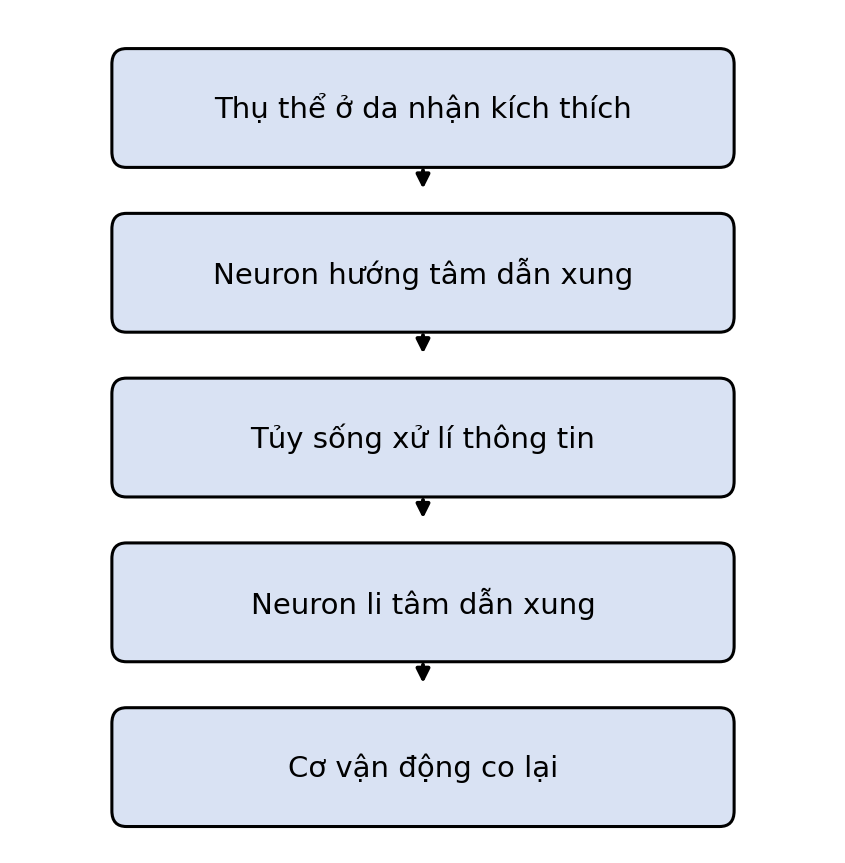 Thụ thể ở da nhận kích thích
Neuron hướng tâm dẫn xung
Tủy sống xử lí thông tin
Neuron li tâm dẫn xung
Cơ vận động co lại